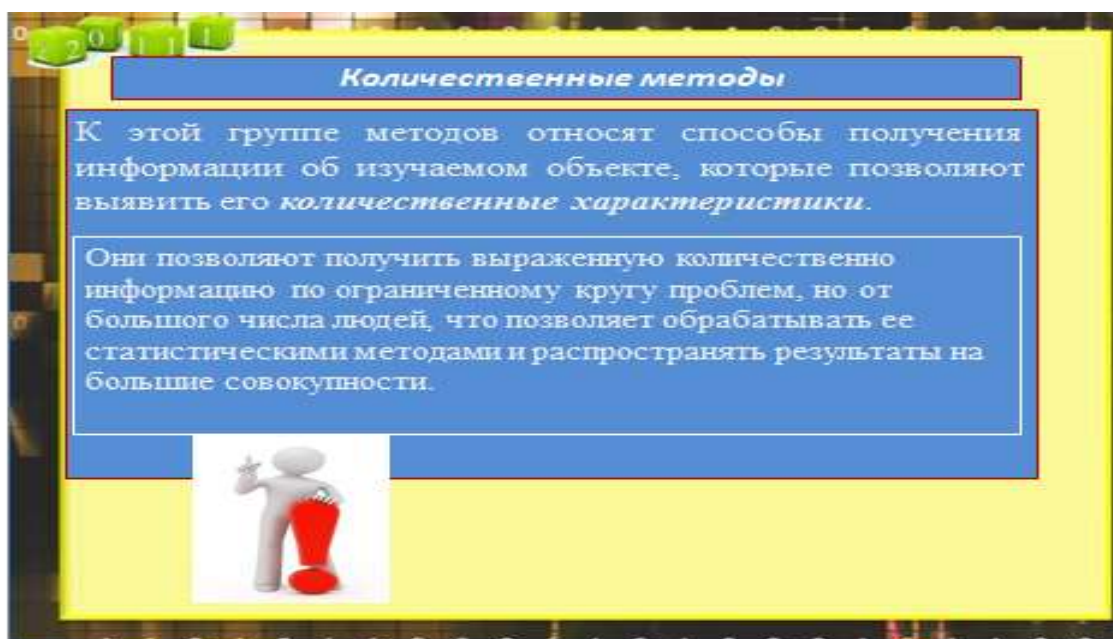 Количественные методы
К этой группе методов относят способы получения
информации об изучаемом объекте, которые позволяют
выявить его количественные характеристики.
Они позволяют получить выраженную количественно
информацию по ограниченному кругу проблем, но от
большого числа людей, что позволяет обрабатывать ее
статистическими методами и распространять результаты на
большие совокупности.